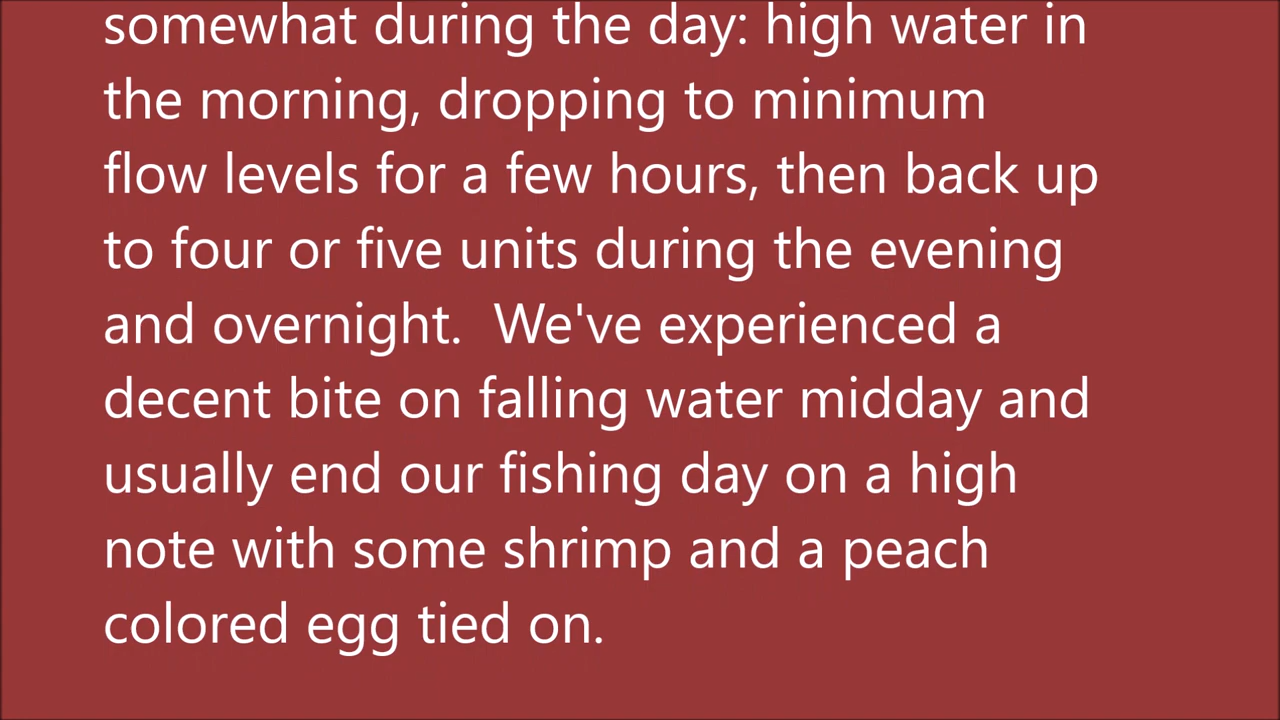 somewhat during the day: high water in
the morning, dropping to minimum
flow levels for a few hours, then back up
to four or five units during the evening
and overnight.  We've experienced a
decent bite on falling water midday and
usually end our fishing day on a high
note with some shrimp and a peach
colored egg tied on.